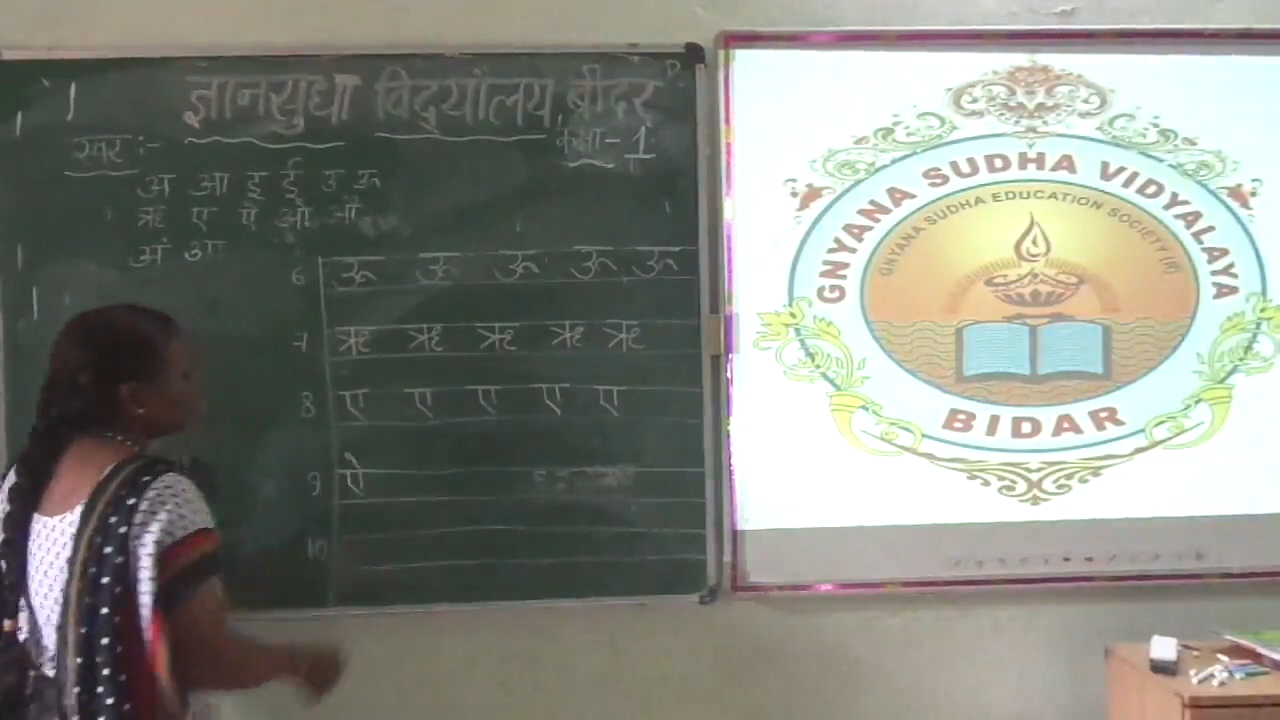 ज्ञानसुधा विद्यालय, बीदर
कक्षा - 1
स्वर :-
अ आ इ ई उ ऊ
ऋ ए ऐ ओ औ
अं अः
6 ऊ ऊ ऊ ऊ ऊ
7 ऋ ऋ ऋ ऋ ऋ
8 ए ए ए ए ए
9 ऐ
10
GNYANA SUDHA VIDYALAYA
GNYANA SUDHA EDUCATION SOCIETY (R)
BIDAR